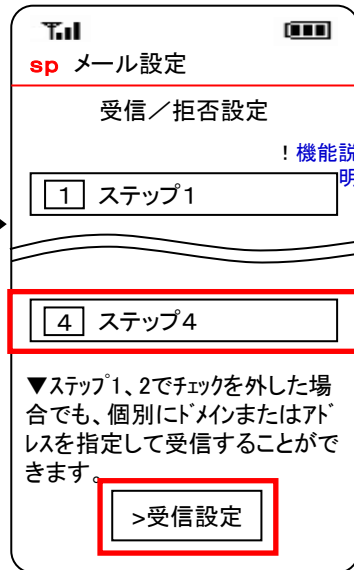 sp メール設定
受信／拒否設定
！機能説
明
1 ステップ1
4 ステップ4
▼ｽﾃｯﾌﾟ1、2でﾁｪｯｸを外した場
合でも、個別にﾄﾞﾒｲﾝまたはｱﾄﾞ
ﾚｽを指定して受信することがで
きます。
>受信設定